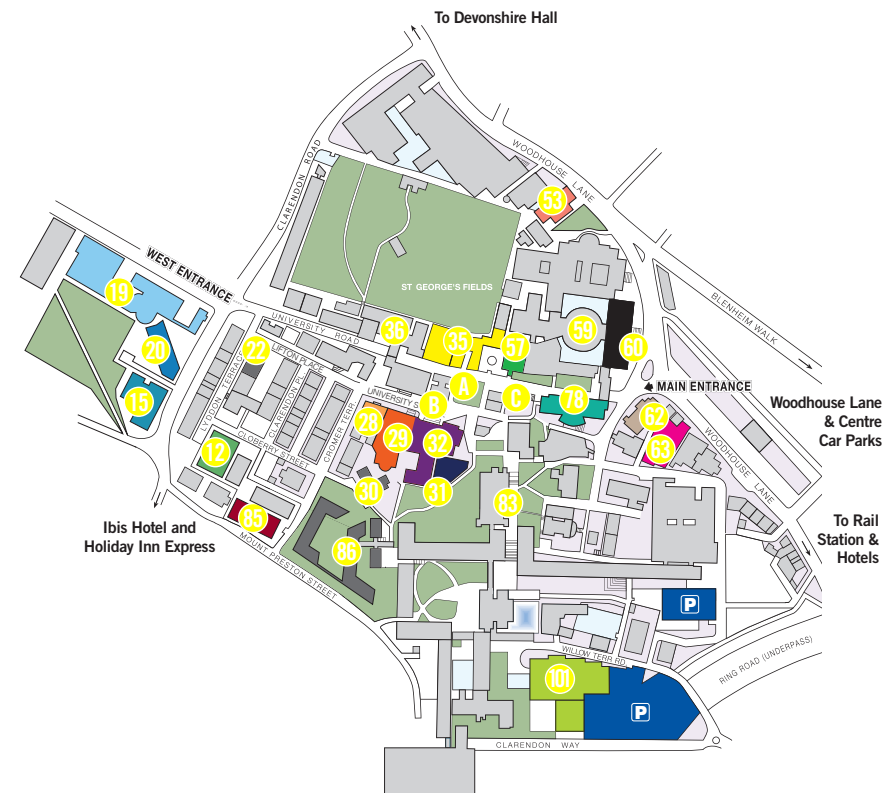 To Devonshire Hall
WOODHOUSE LANE
CLARENDON ROAD
53
WEST ENTRANCE
ST GEORGE'S FIELDS
19
BLENHEIM WALK
UNIVERSITY ROAD
36
35
57
59
60
20
22
LIFTON PLACE
15
LYDDON TERRACE
CLARENDON PL.
CROMER TERR.
UNIVERSITY S
A
B
C
78
MAIN ENTRANCE
62
63
Woodhouse Lane
& Centre
Car Parks
WOODHOUSE LANE
28
29
32
31
30
12
CLOBERRY STREET
83
85
86
Ibis Hotel and
Holiday Inn Express
MOUNT PRESTON STREET
To Rail
Station &
Hotels
P
WILLOW TERR RD.
RING ROAD (UNDERPASS)
101
P
CLARENDON WAY